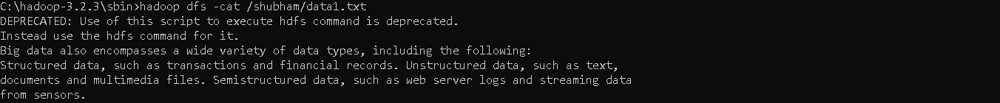 C:\hadoop-3.2.3\sbin>hadoop dfs -cat /shubham/data1.txt
DEPRECATED: Use of this script to execute hdfs command is deprecated.
Instead use the hdfs command for it.
Big data also encompasses a wide variety of data types, including the following:
Structured data, such as transactions and financial records. Unstructured data, such as text,
documents and multimedia files. Semistructured data, such as web server logs and streaming data
from sensors.